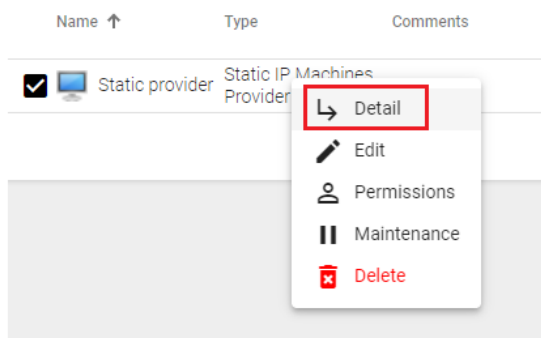 Name Type Comments
Static provider Static IP Machines
Provider
Detail
Edit
Permissions
Maintenance
Delete